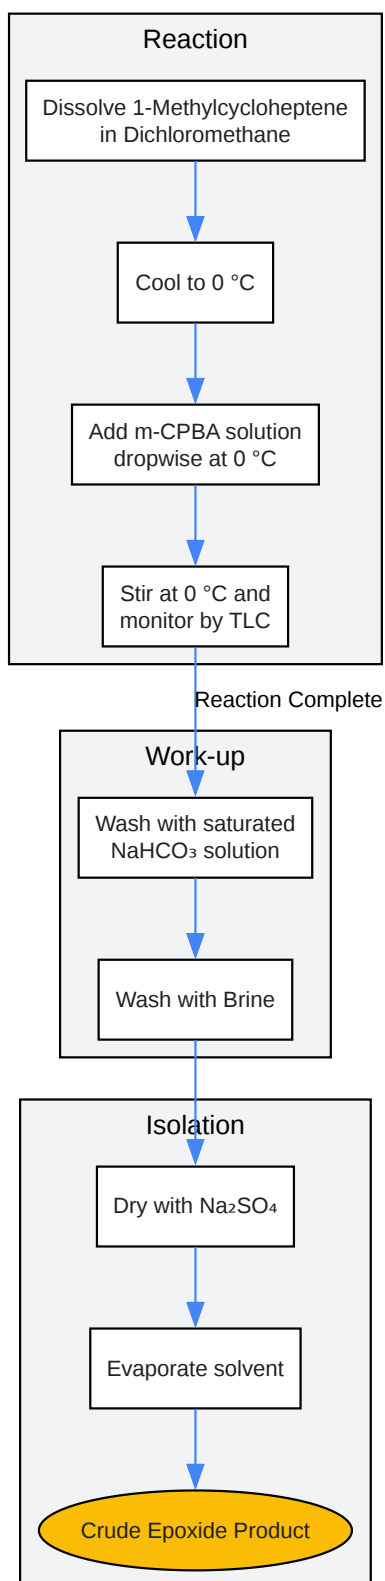 Reaction
Dissolve 1-Methylcycloheptene
in Dichloromethane
Cool to 0 °C
Add m-CPBA solution
dropwise at 0 °C
Stir at 0 °C and
monitor by TLC
Reaction Complete
Work-up
Wash with saturated
NaHCO₃ solution
Wash with Brine
Isolation
Dry with Na₂SO₄
Evaporate solvent
Crude Epoxide Product